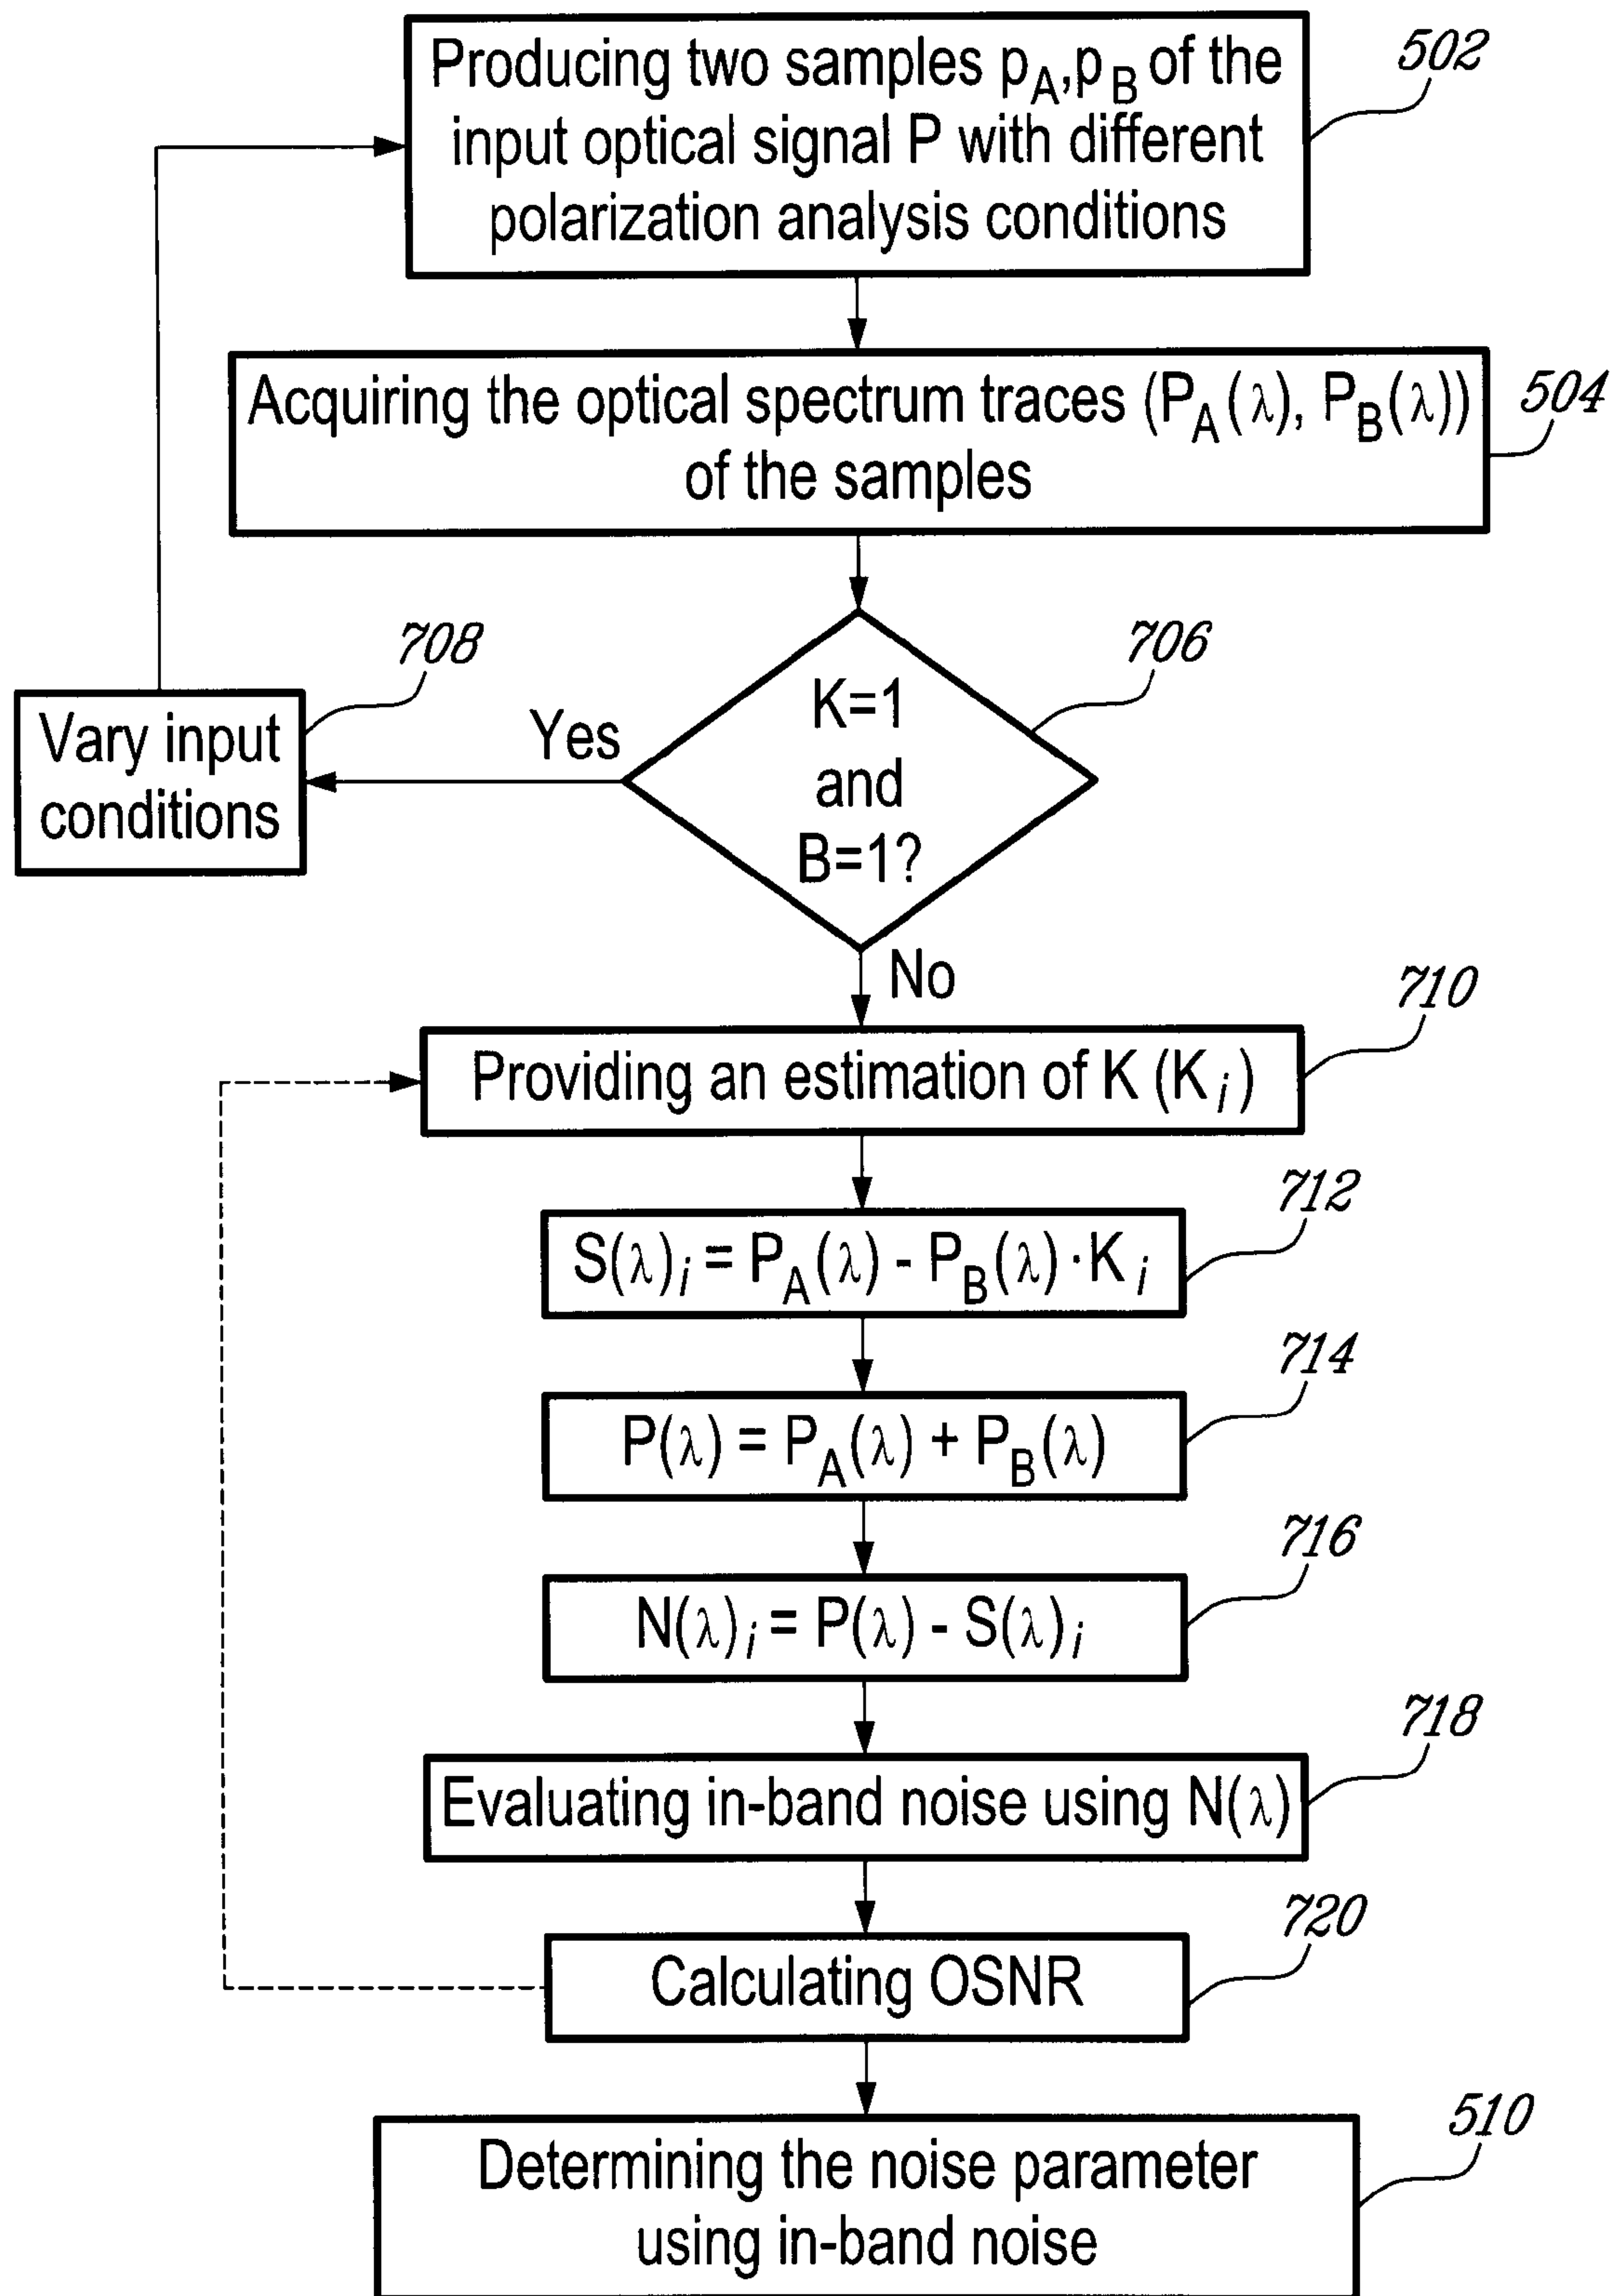 Producing two samples pA,pB of the
input optical signal P with different
polarization analysis conditions
502
Acquiring the optical spectrum traces (PA(λ), PB(λ))
of the samples
504
K=1
and
B=1?
706
Yes
708
Vary input
conditions
No
Providing an estimation of K (Ki)
710
S(λ)i = PA(λ) - PB(λ) · Ki
712
P(λ) = PA(λ) + PB(λ)
714
N(λ)i = P(λ) - S(λ)i
716
Evaluating in-band noise using N(λ)
718
Calculating OSNR
720
Determining the noise parameter
using in-band noise
510